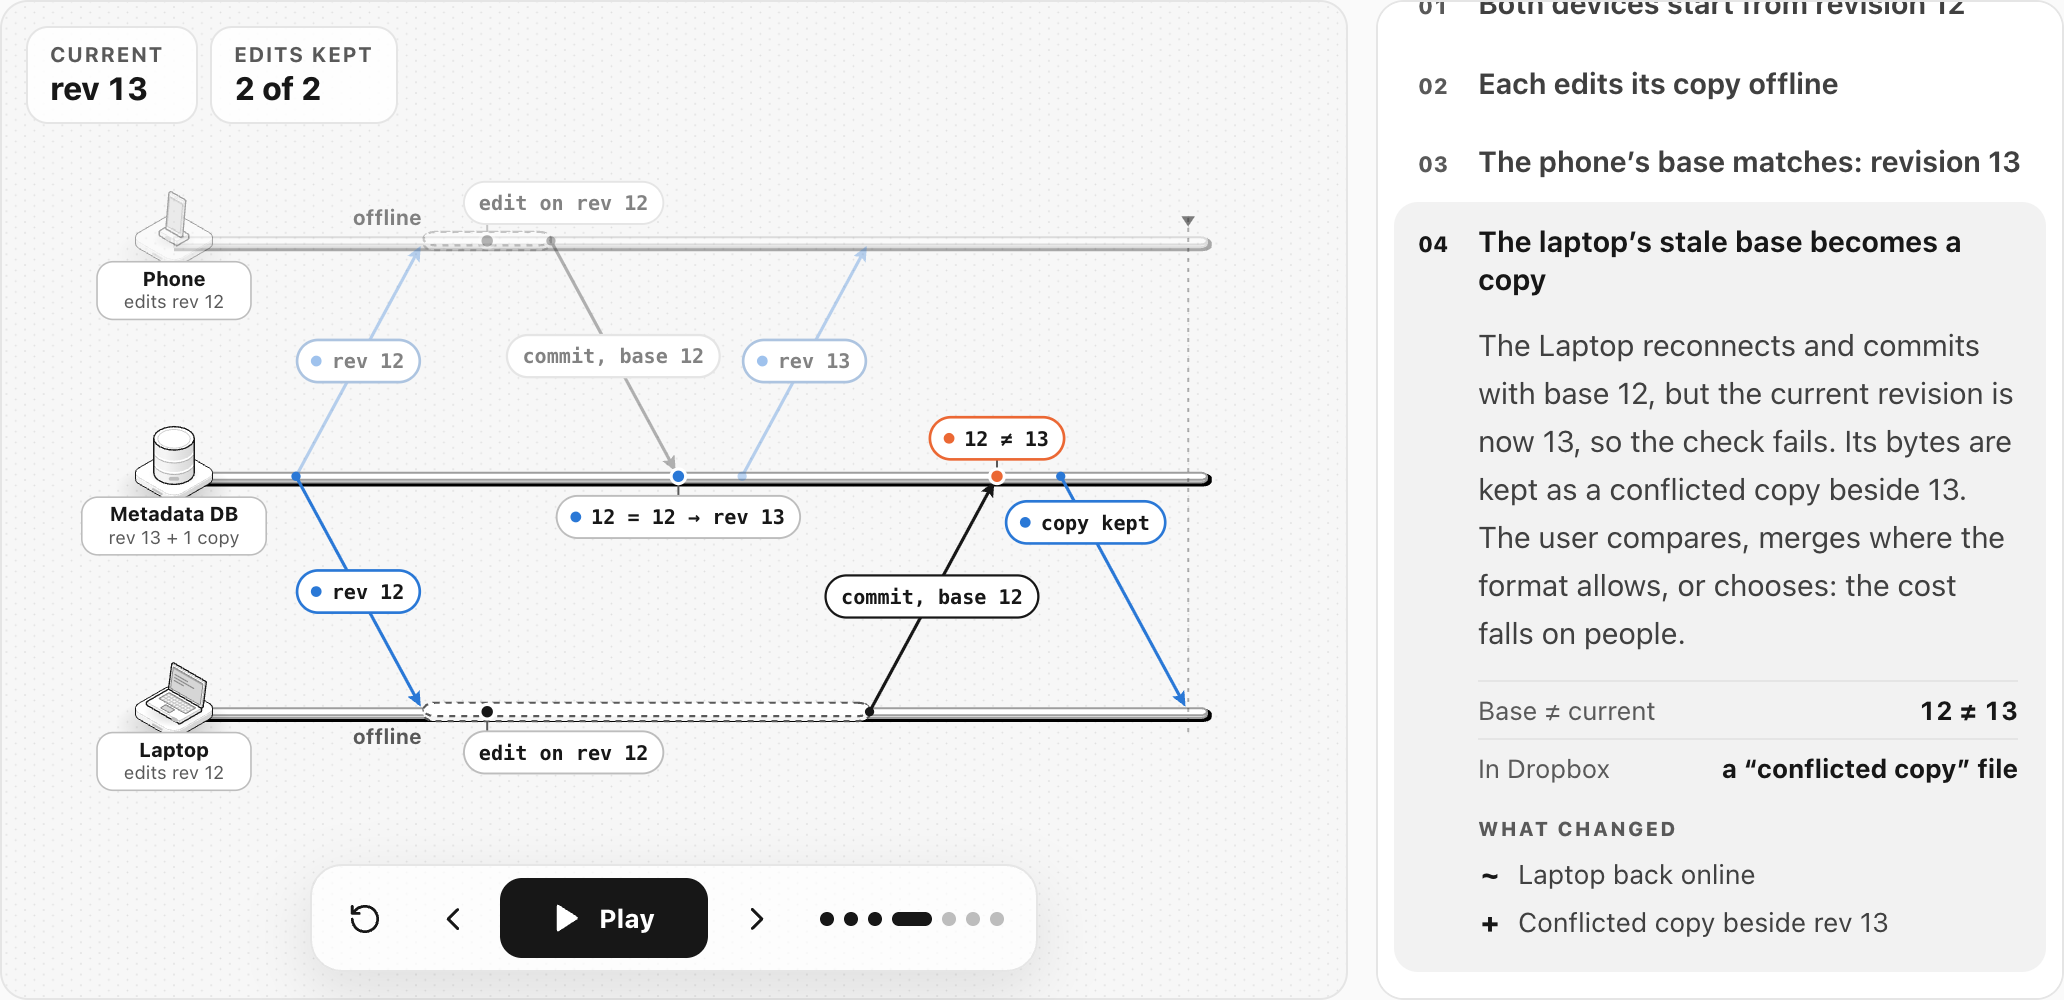 CURRENT
rev 13
EDITS KEPT
2 of 2
edit on rev 12
offline
Phone
edits rev 12
rev 12
commit, base 12
rev 13
12 ≠ 13
Metadata DB
rev 13 + 1 copy
12 = 12 → rev 13
copy kept
rev 12
commit, base 12
Laptop
edits rev 12
offline
edit on rev 12
Play
01 Both devices start from revision 12
02 Each edits its copy offline
03 The phone’s base matches: revision 13
04 The laptop’s stale base becomes a
copy
The Laptop reconnects and commits
with base 12, but the current revision is
now 13, so the check fails. Its bytes are
kept as a conflicted copy beside 13.
The user compares, merges where the
format allows, or chooses: the cost
falls on people.
Base ≠ current 12 ≠ 13
In Dropbox a “conflicted copy” file
WHAT CHANGED
~ Laptop back online
+ Conflicted copy beside rev 13